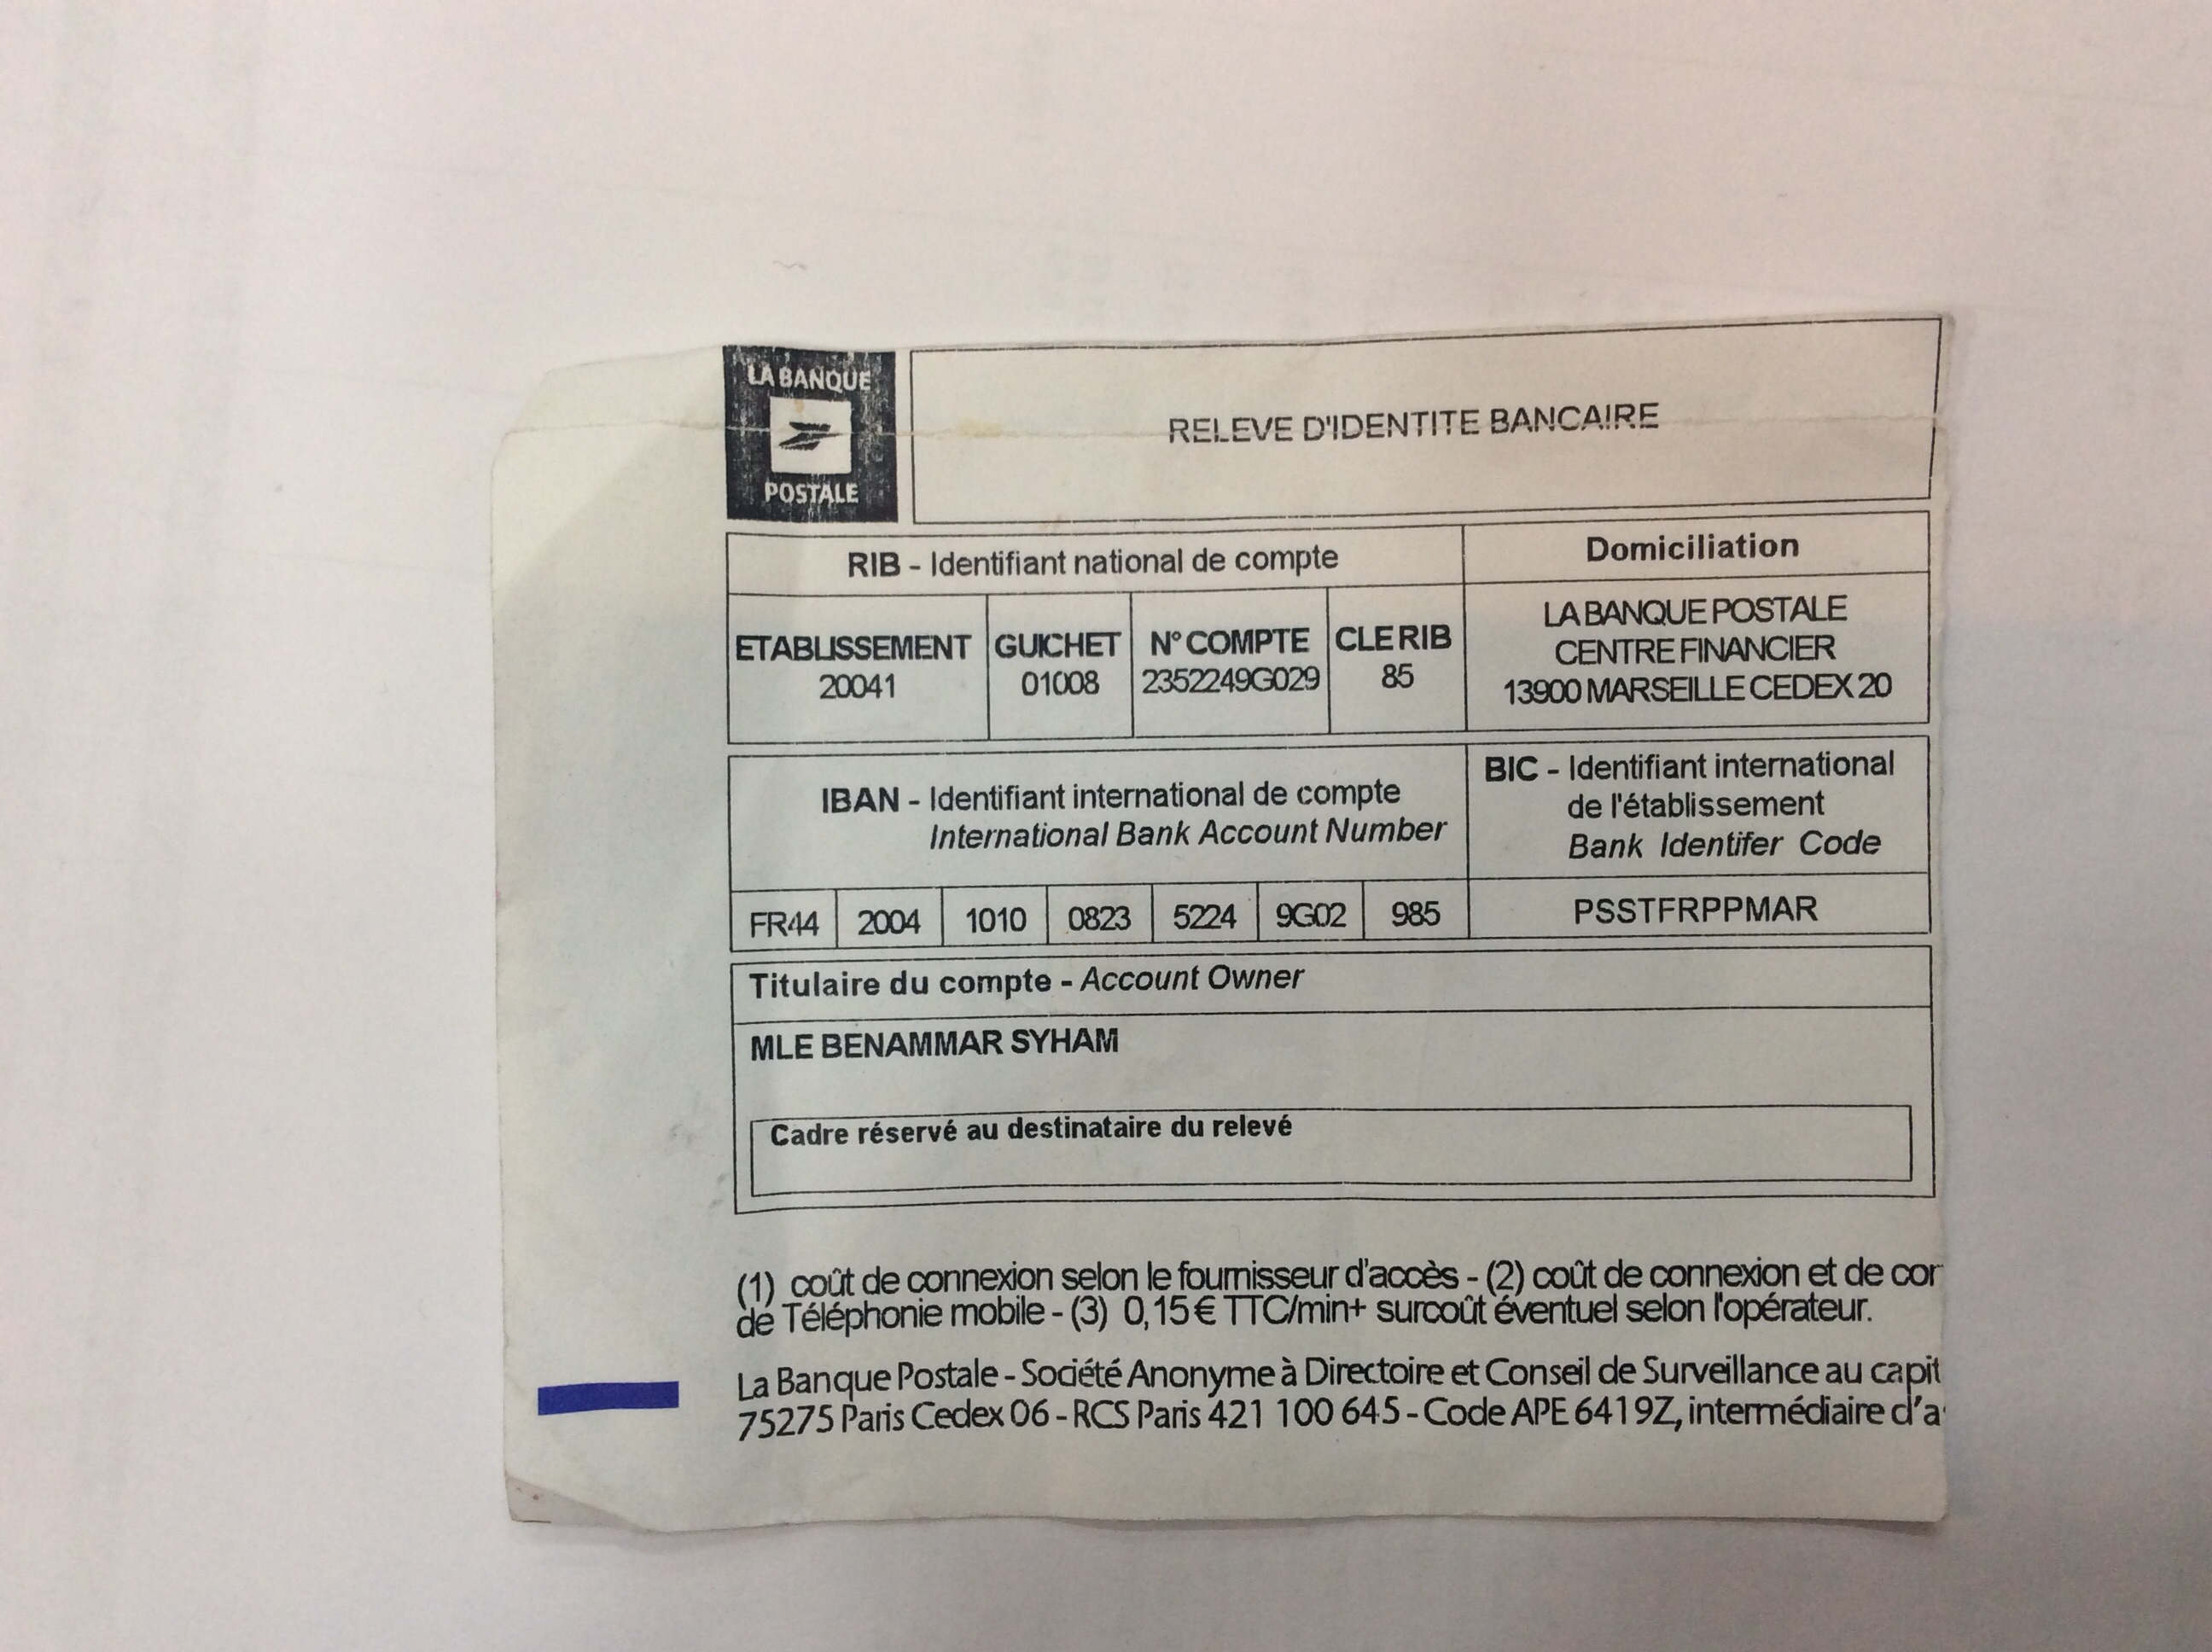 LA BANQUE
POSTALE
RELEVE D'IDENTITE BANCAIRE
RIB - Identifiant national de compte
Domiciliation
ETABLISSEMENT GUICHET N° COMPTE CLE RIB
20041 01008 2352249G029 85
LA BANQUE POSTALE
CENTRE FINANCIER
13900 MARSEILLE CEDEX 20
IBAN - Identifiant international de compte
International Bank Account Number
BIC - Identifiant international
de l'établissement
Bank Identifer Code
FR44 2004 1010 0823 5224 9G02 985
PSSTFRPPMAR
Titulaire du compte - Account Owner
MLE BENAMMAR SYHAM
Cadre réservé au destinataire du relevé
(1) coût de connexion selon le fournisseur d'accès - (2) coût de connexion et de cor
de Téléphonie mobile - (3) 0,15 € TTC/min+ surcoût éventuel selon l'opérateur.
La Banque Postale - Société Anonyme à Directoire et Conseil de Surveillance au capit
75275 Paris Cedex 06 - RCS Paris 421 100 645 - Code APE 6419Z, intermédiaire d'a